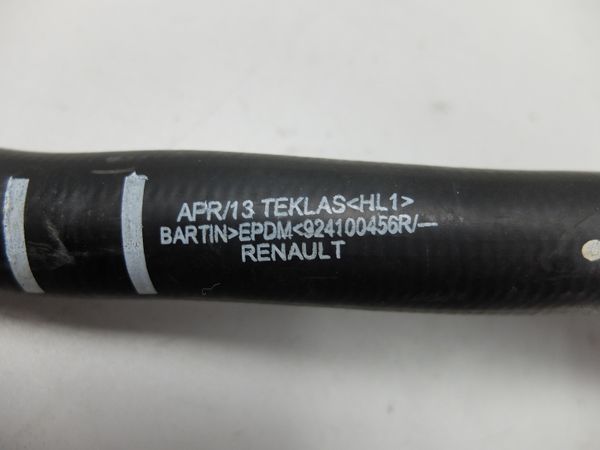 APR/13 TEKLAS<HL1>
BARTIN>EPDM<924100456R/—
RENAULT